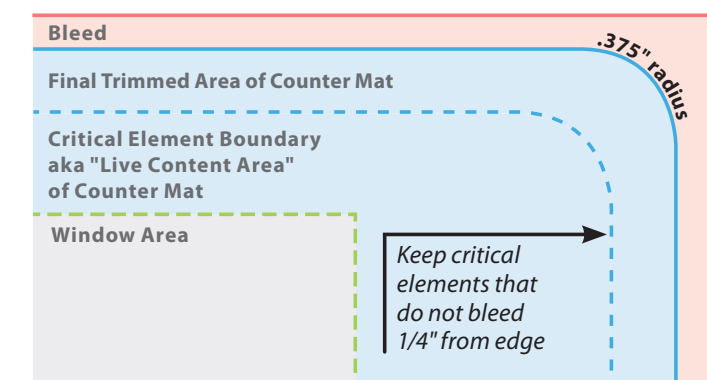 Bleed
.375" radius
Final Trimmed Area of Counter Mat
Critical Element Boundary
aka "Live Content Area"
of Counter Mat
Window Area
Keep critical
elements that
do not bleed
1/4" from edge